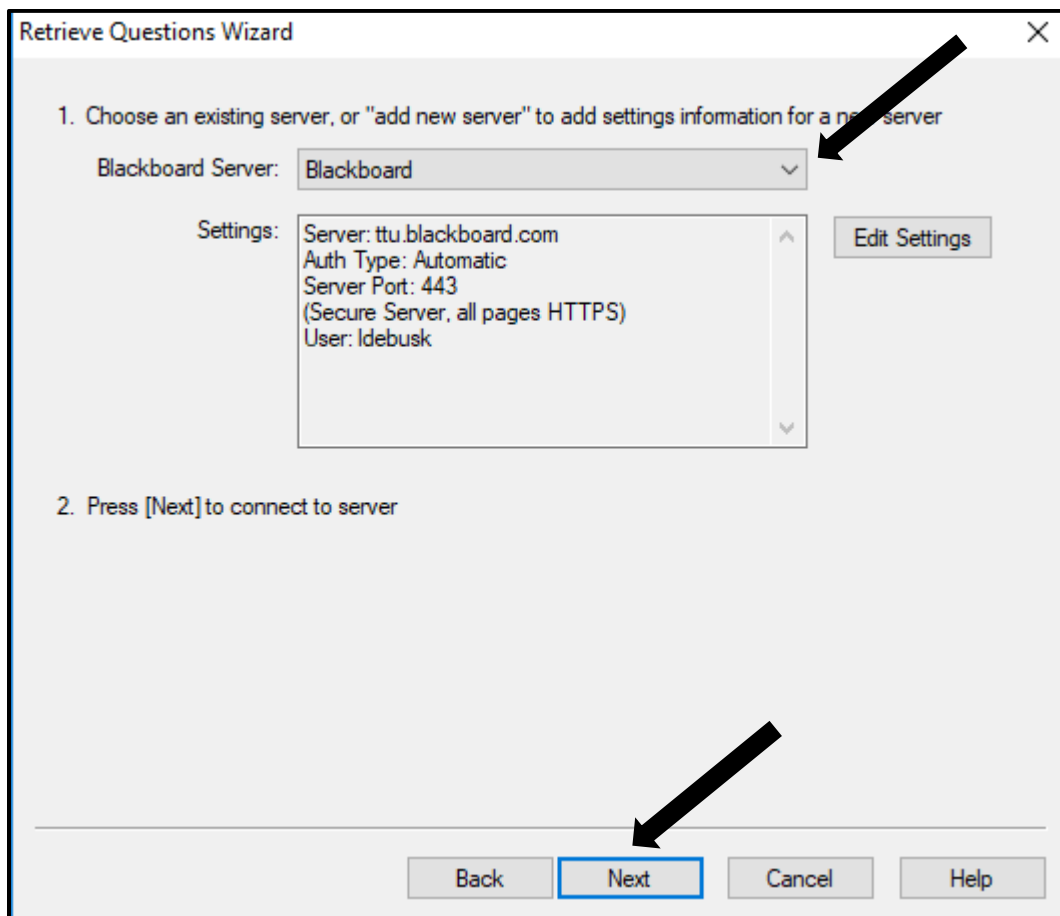 Retrieve Questions Wizard
1. Choose an existing server, or "add new server" to add settings information for a new server
Blackboard Server: Blackboard
Settings: Server: ttu.blackboard.com
Edit Settings
Auth Type: Automatic
Server Port: 443
(Secure Server, all pages HTTPS)
User: ldebusk
2. Press [Next] to connect to server
Back Next Cancel Help